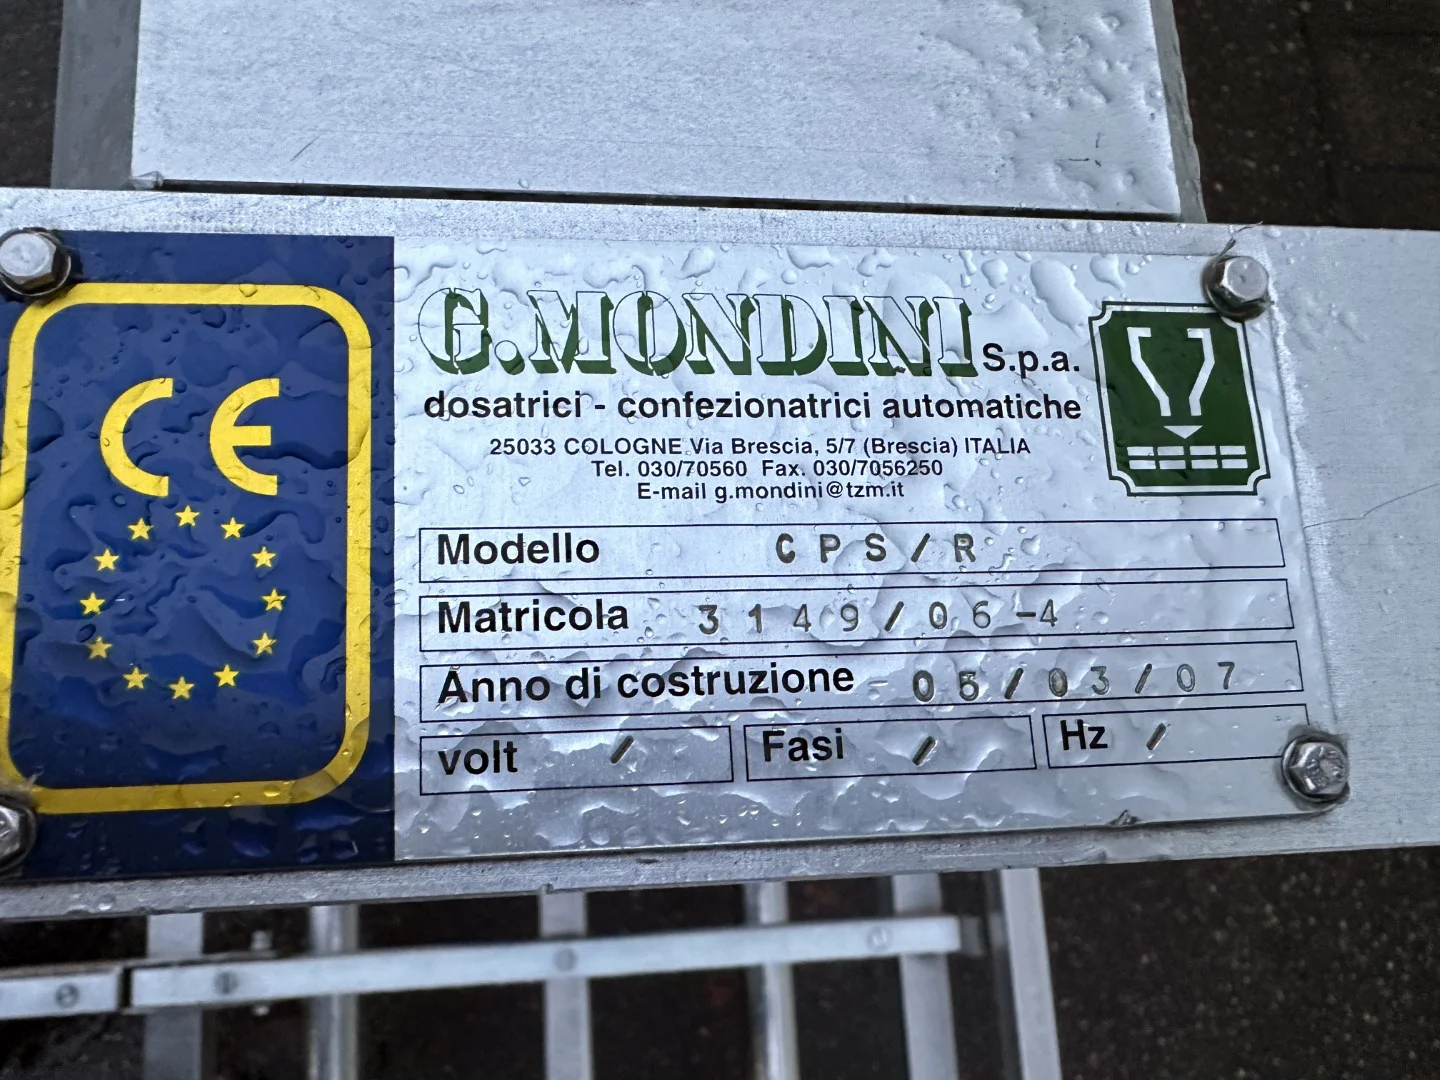 CE
G.MONDINI S.p.a.
dosatrici - confezionatrici automatiche
25033 COLOGNE Via Brescia, 5/7 (Brescia) ITALIA
Tel. 030/70560 Fax. 030/7056250
E-mail g.mondini@tzm.it
Modello CPS/R
Matricola 3149/06-4
Anno di costruzione 05/03/07
volt / Fasi / Hz /